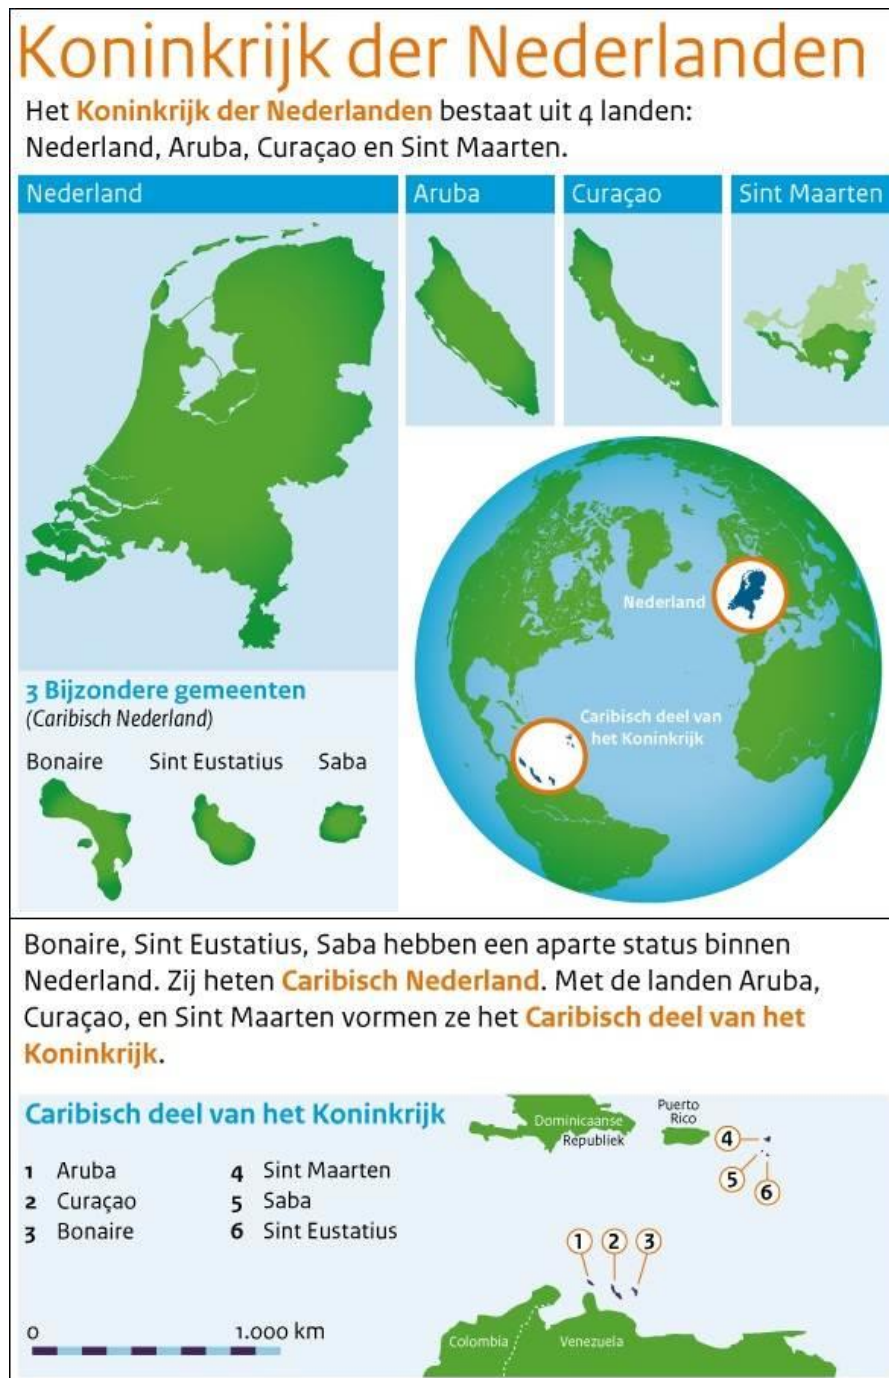 Koninkrijk der Nederlanden
Het Koninkrijk der Nederlanden bestaat uit 4 landen:
Nederland, Aruba, Curaçao en Sint Maarten.
Nederland
Aruba
Curaçao
Sint Maarten
Nederland
Caribisch deel van
het Koninkrijk
3 Bijzondere gemeenten
(Caribisch Nederland)
Bonaire
Sint Eustatius
Saba
Bonaire, Sint Eustatius, Saba hebben een aparte status binnen
Nederland. Zij heten Caribisch Nederland. Met de landen Aruba,
Curaçao, en Sint Maarten vormen ze het Caribisch deel van het
Koninkrijk.
Caribisch deel van het Koninkrijk
1 Aruba
2 Curaçao
3 Bonaire
4 Sint Maarten
5 Saba
6 Sint Eustatius
Dominicaanse
Republiek
Puerto
Rico
4
5
6
1
2
3
0
1.000 km
Colombia
Venezuela